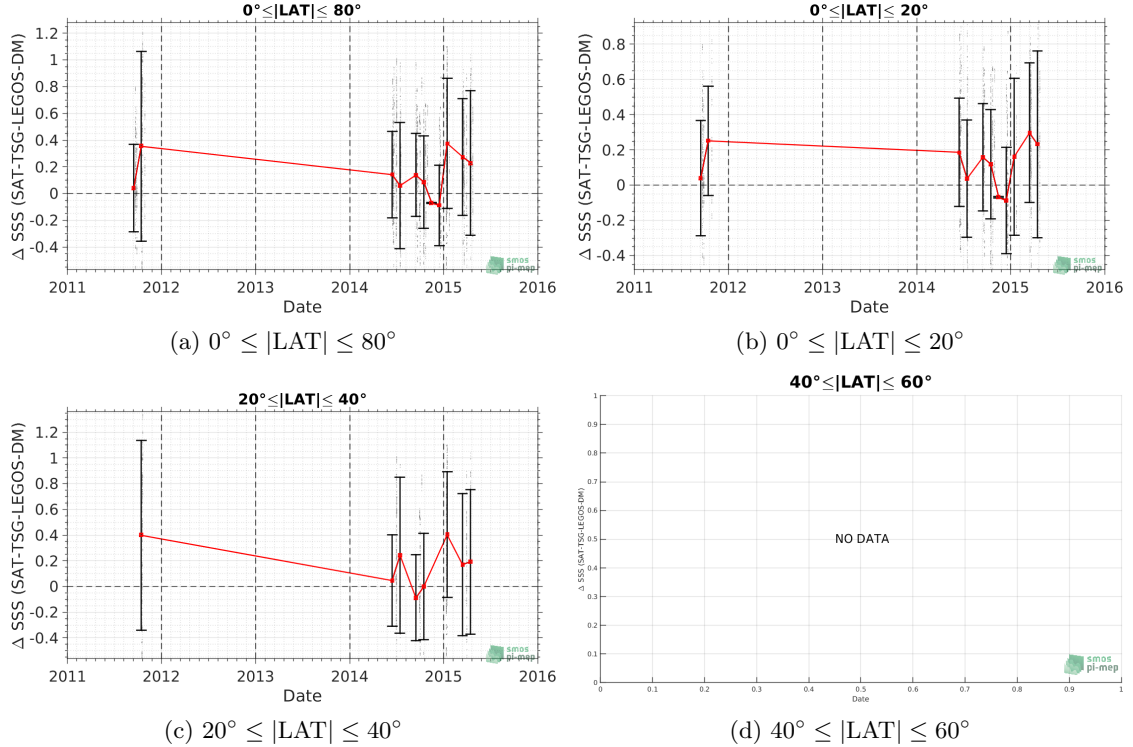 0°≤|LAT|≤ 80°
Δ SSS (SAT-TSG-LEGOS-DM)
1.2
1
0.8
0.6
0.4
0.2
0
-0.2
-0.4
2011 2012 2013 2014 2015 2016
Date
smos
pi-mep
(a) 0° ≤ |LAT| ≤ 80°
0°≤|LAT|≤ 20°
Δ SSS (SAT-TSG-LEGOS-DM)
0.8
0.6
0.4
0.2
0
-0.2
-0.4
2011 2012 2013 2014 2015 2016
Date
smos
pi-mep
(b) 0° ≤ |LAT| ≤ 20°
20°≤|LAT|≤ 40°
Δ SSS (SAT-TSG-LEGOS-DM)
1.2
1
0.8
0.6
0.4
0.2
0
-0.2
-0.4
2011 2012 2013 2014 2015 2016
Date
smos
pi-mep
(c) 20° ≤ |LAT| ≤ 40°
40°≤|LAT|≤ 60°
Δ SSS (SAT-TSG-LEGOS-DM)
1
0.9
0.8
0.7
0.6
0.5
0.4
0.3
0.2
0.1
0
NO DATA
0 0.1 0.2 0.3 0.4 0.5 0.6 0.7 0.8 0.9 1
Date
smos
pi-mep
(d) 40° ≤ |LAT| ≤ 60°